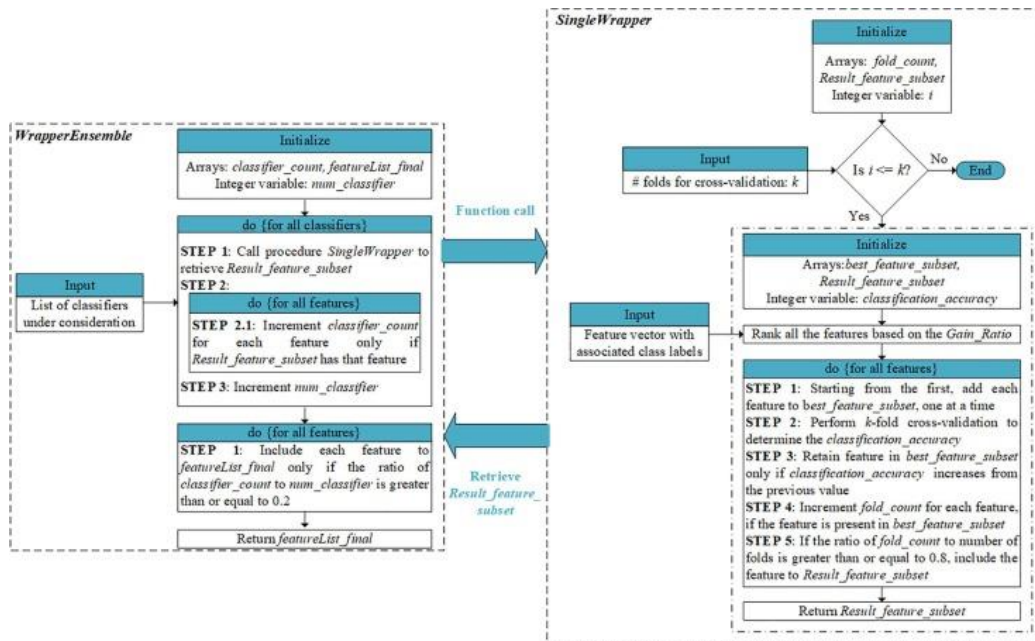 WrapperEnsemble
Initialize
Arrays: classifier_count, featureList_final
Integer variable: num_classifier
do {for all classifiers}
STEP 1: Call procedure SingleWrapper to
retrieve Result_feature_subset
STEP 2:
do {for all features}
STEP 2.1: Increment classifier_count
for each feature only if
Result_feature_subset has that feature
STEP 3: Increment num_classifier
Input
List of classifiers
under consideration
do {for all features}
STEP 1: Include each feature to
featureList_final only if the ratio of
classifier_count to num_classifier is greater
than or equal to 0.2
Return featureList_final
Function call
Retrieve
Result_feature_
subset
SingleWrapper
Initialize
Arrays: fold_count,
Result_feature_subset
Integer variable: i
Input
# folds for cross-validation: k
Is i <= k?
No
End
Yes
Initialize
Arrays:best_feature_subset,
Result_feature_subset
Integer variable: classification_accuracy
Input
Feature vector with
associated class labels
Rank all the features based on the Gain_Ratio
do {for all features}
STEP 1: Starting from the first, add each
feature to best_feature_subset, one at a time
STEP 2: Perform k-fold cross-validation to
determine the classification_accuracy
STEP 3: Retain feature in best_feature_subset
only if classification_accuracy increases from
the previous value
STEP 4: Increment fold_count for each feature,
if the feature is present in best_feature_subset
STEP 5: If the ratio of fold_count to number of
folds is greater than or equal to 0.8, include the
feature to Result_feature_subset
Return Result_feature_subset